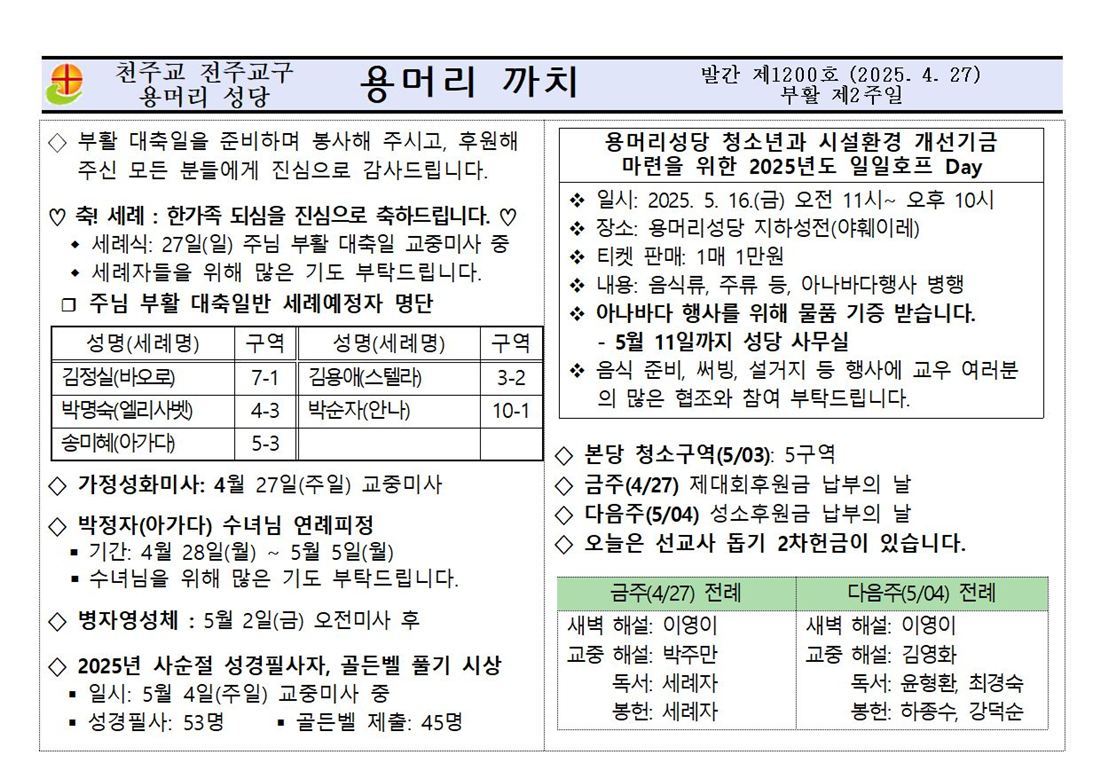 천주교 전주교구
용머리 성당
용머리 까치
발간 제1200호 (2025. 4. 27)
부활 제2주일
◇ 부활 대축일을 준비하며 봉사해 주시고, 후원해
주신 모든 분들에게 진심으로 감사드립니다.
♡ 축! 세례 : 한가족 되심을 진심으로 축하드립니다. ♡
◆ 세례식: 27일(일) 주님 부활 대축일 교중미사 중
◆ 세례자들을 위해 많은 기도 부탁드립니다.
❒ 주님 부활 대축일반 세례예정자 명단
성명(세례명) 구역 성명(세례명) 구역
김정실(바오로) 7-1 김용애(스텔라) 3-2
박명숙(엘리사벳) 4-3 박순자(안나) 10-1
송미혜(아가다) 5-3
◇ 가정성화미사: 4월 27일(주일) 교중미사
◇ 박정자(아가다) 수녀님 연례피정
▪ 기간: 4월 28일(월) ~ 5월 5일(월)
▪ 수녀님을 위해 많은 기도 부탁드립니다.
◇ 병자영성체 : 5월 2일(금) 오전미사 후
◇ 2025년 사순절 성경필사자, 골든벨 풀기 시상
▪ 일시: 5월 4일(주일) 교중미사 중
▪ 성경필사: 53명 ▪ 골든벨 제출: 45명
용머리성당 청소년과 시설환경 개선기금
마련을 위한 2025년도 일일호프 Day
❖ 일시: 2025. 5. 16.(금) 오전 11시~ 오후 10시
❖ 장소: 용머리성당 지하성전(야훼이레)
❖ 티켓 판매: 1매 1만원
❖ 내용: 음식류, 주류 등, 아나바다행사 병행
❖ 아나바다 행사를 위해 물품 기증 받습니다.
- 5월 11일까지 성당 사무실
❖ 음식 준비, 써빙, 설거지 등 행사에 교우 여러분
의 많은 협조와 참여 부탁드립니다.
◇ 본당 청소구역(5/03): 5구역
◇ 금주(4/27) 제대회후원금 납부의 날
◇ 다음주(5/04) 성소후원금 납부의 날
◇ 오늘은 선교사 돕기 2차헌금이 있습니다.
금주(4/27) 전례 다음주(5/04) 전례
새벽 해설: 이영이 새벽 해설: 이영이
교중 해설: 박주만 교중 해설: 김영화
독서: 세례자 독서: 윤형환, 최경숙
봉헌: 세례자 봉헌: 하종수, 강덕순